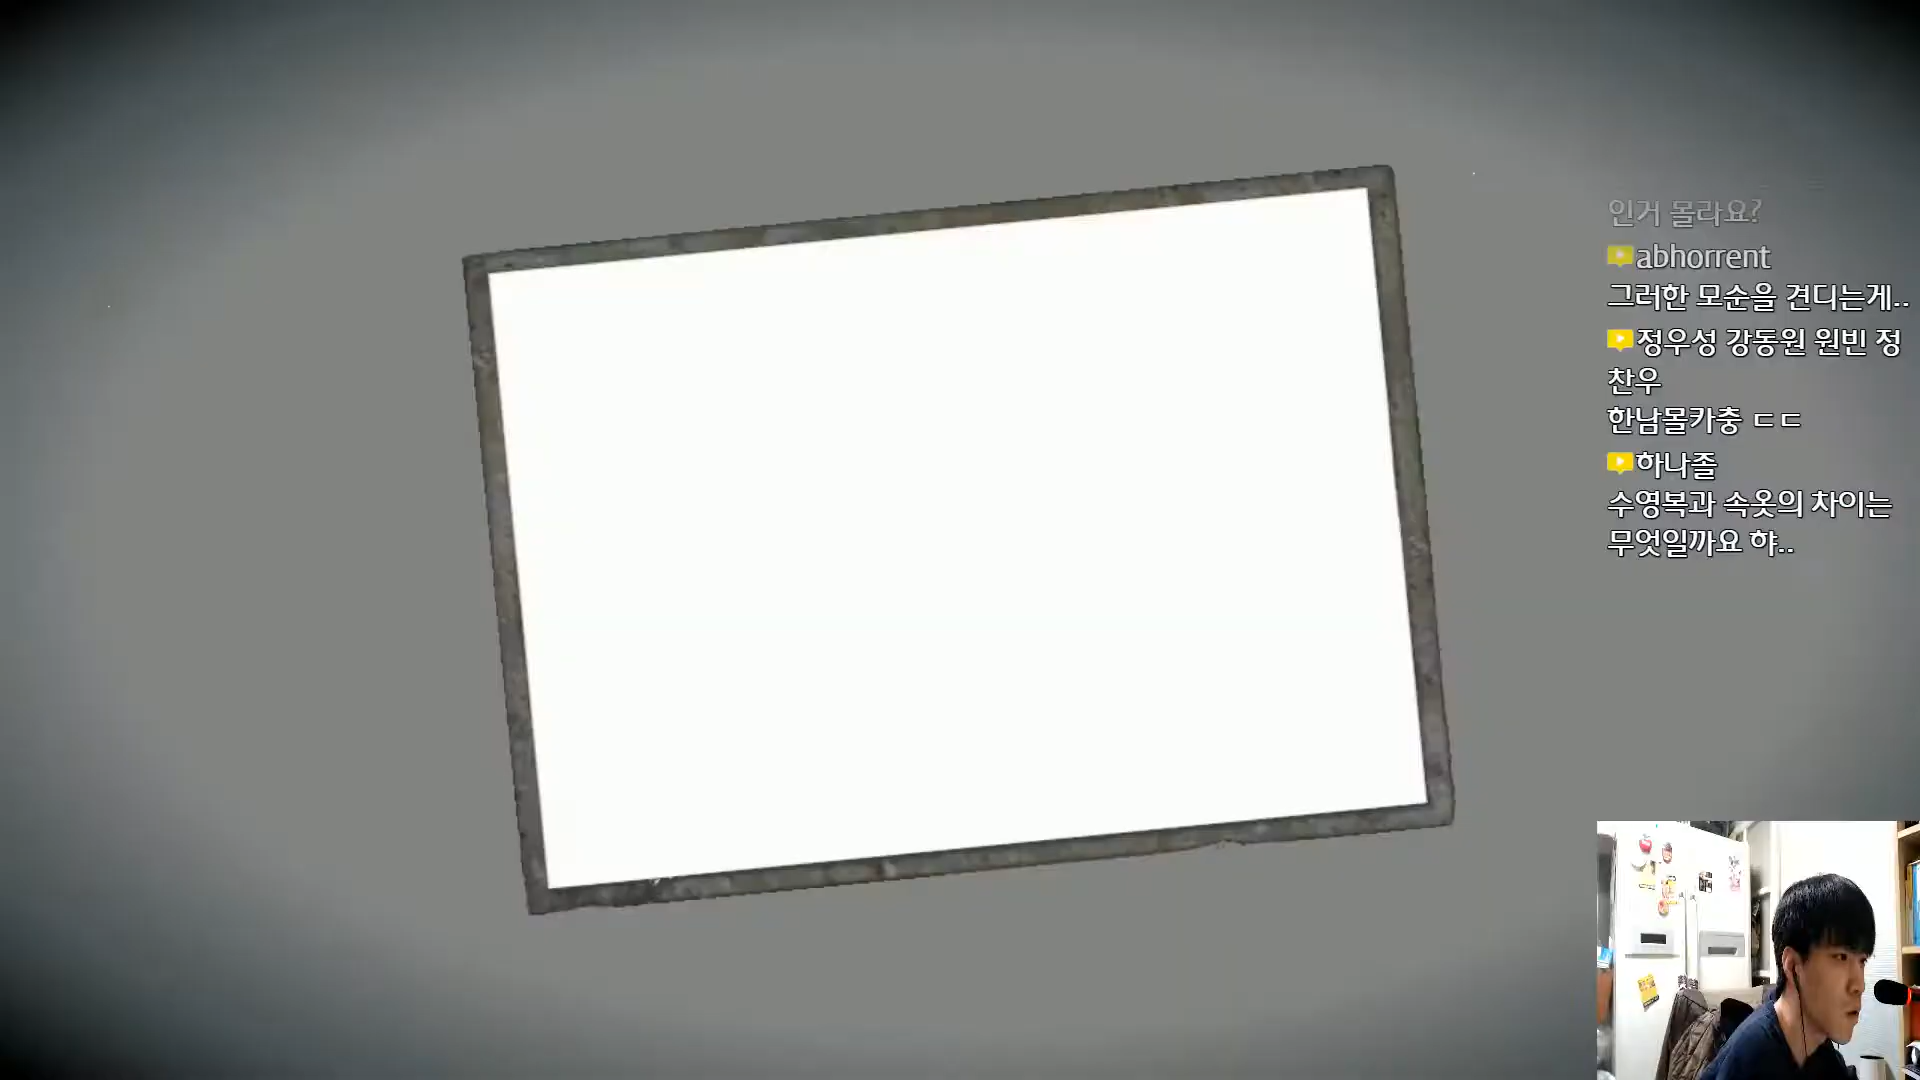 인거 몰라요?
abhorrent
그러한 모순을 견디는게..
정우성 강동원 원빈 정
찬우
한남몰카충 ㄷㄷ
하나졸
수영복과 속옷의 차이는
무엇일까요 햐..